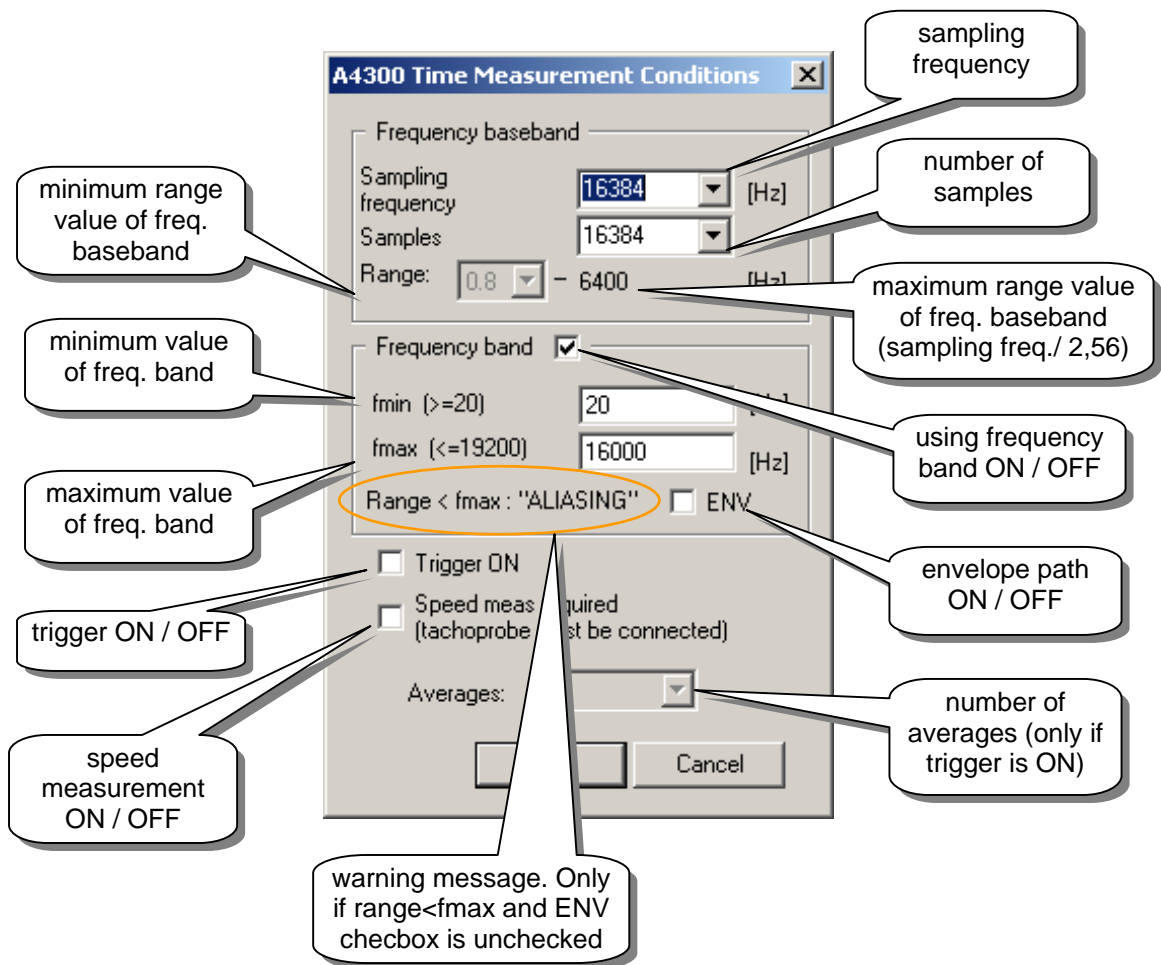 sampling
frequency
A4300 Time Measurement Conditions
Frequency baseband
number of
samples
Sampling
frequency
16384
[Hz]
minimum range
value of freq.
baseband
Samples
16384
Range:
0.8
- 6400
[Hz]
maximum range value
of freq. baseband
(sampling freq./ 2,56)
minimum value
of freq. band
Frequency band
fmin (>=20)
20
using frequency
band ON / OFF
fmax (<=19200)
16000
[Hz]
maximum value
of freq. band
Range < fmax : "ALIASING"
ENV
envelope path
ON / OFF
Trigger ON
trigger ON / OFF
Speed meas quired
(tachoprobe st be connected)
Averages:
number of
averages (only if
trigger is ON)
speed
measurement
ON / OFF
Cancel
warning message. Only
if range<fmax and ENV
checbox is unchecked